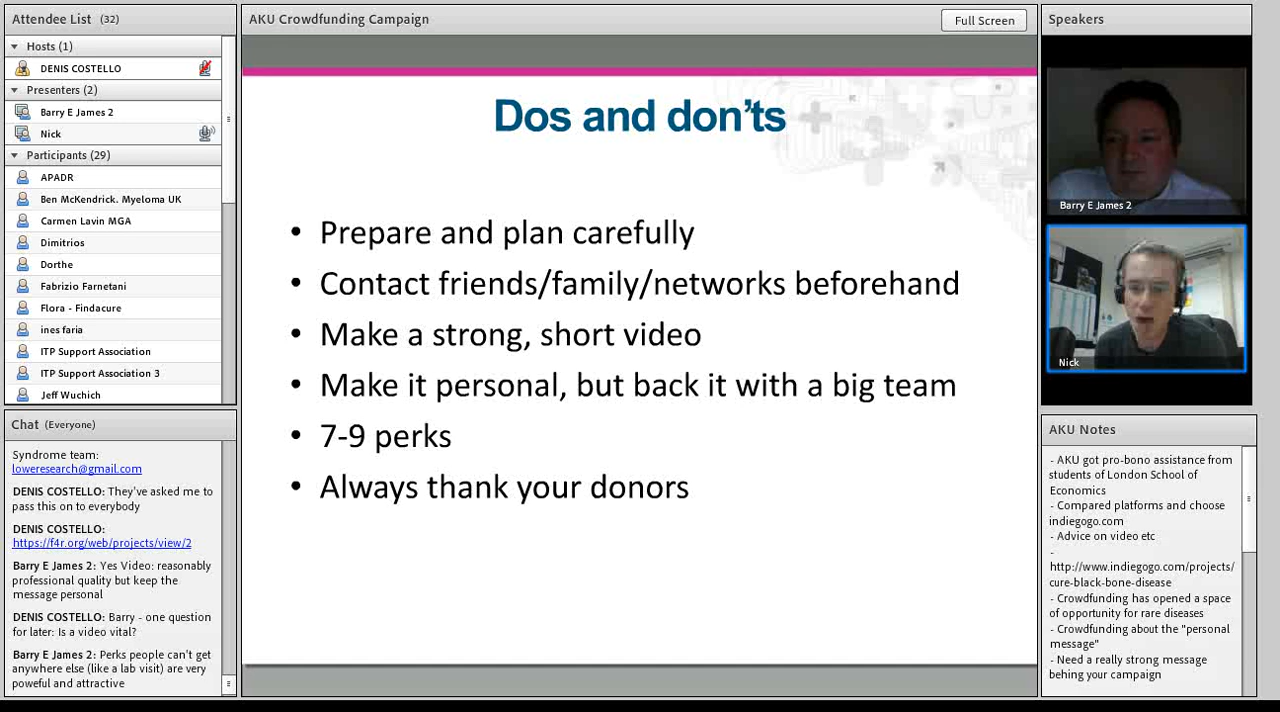 Attendee List (32)
Hosts (1)
DENIS COSTELLO
Presenters (2)
Barry E James 2
Nick
Participants (29)
APADR
Ben McKendrick. Myeloma UK
Carmen Lavin MGA
Dimitrios
Dorthe
Fabrizio Farnetani
Flora - Findacure
ines faria
ITP Support Association
ITP Support Association 3
Jeff Wuchich
Chat (Everyone)
Syndrome team:
loweresearch@gmail.com
DENIS COSTELLO: They've asked me to
pass this on to everybody
DENIS COSTELLO:
https://f4r.org/web/projects/view/2
Barry E James 2: Yes Video: reasonably
professional quality but keep the
message personal
DENIS COSTELLO: Barry - one question
for later: Is a video vital?
Barry E James 2: Perks people can't get
anywhere else (like a lab visit) are very
poweful and attractive
AKU Crowdfunding Campaign
Full Screen
Dos and don'ts
• Prepare and plan carefully
• Contact friends/family/networks beforehand
• Make a strong, short video
• Make it personal, but back it with a big team
• 7-9 perks
• Always thank your donors
Speakers
Barry E James 2
Nick
AKU Notes
- AKU got pro-bono assistance from
students of London School of
Economics
- Compared platforms and choose
indiegogo.com
- Advice on video etc
-
http://www.indiegogo.com/projects/
cure-black-bone-disease
- Crowdfunding has opened a space
of opportunity for rare diseases
- Crowdfunding about the "personal
message"
- Need a really strong message
behing your campaign